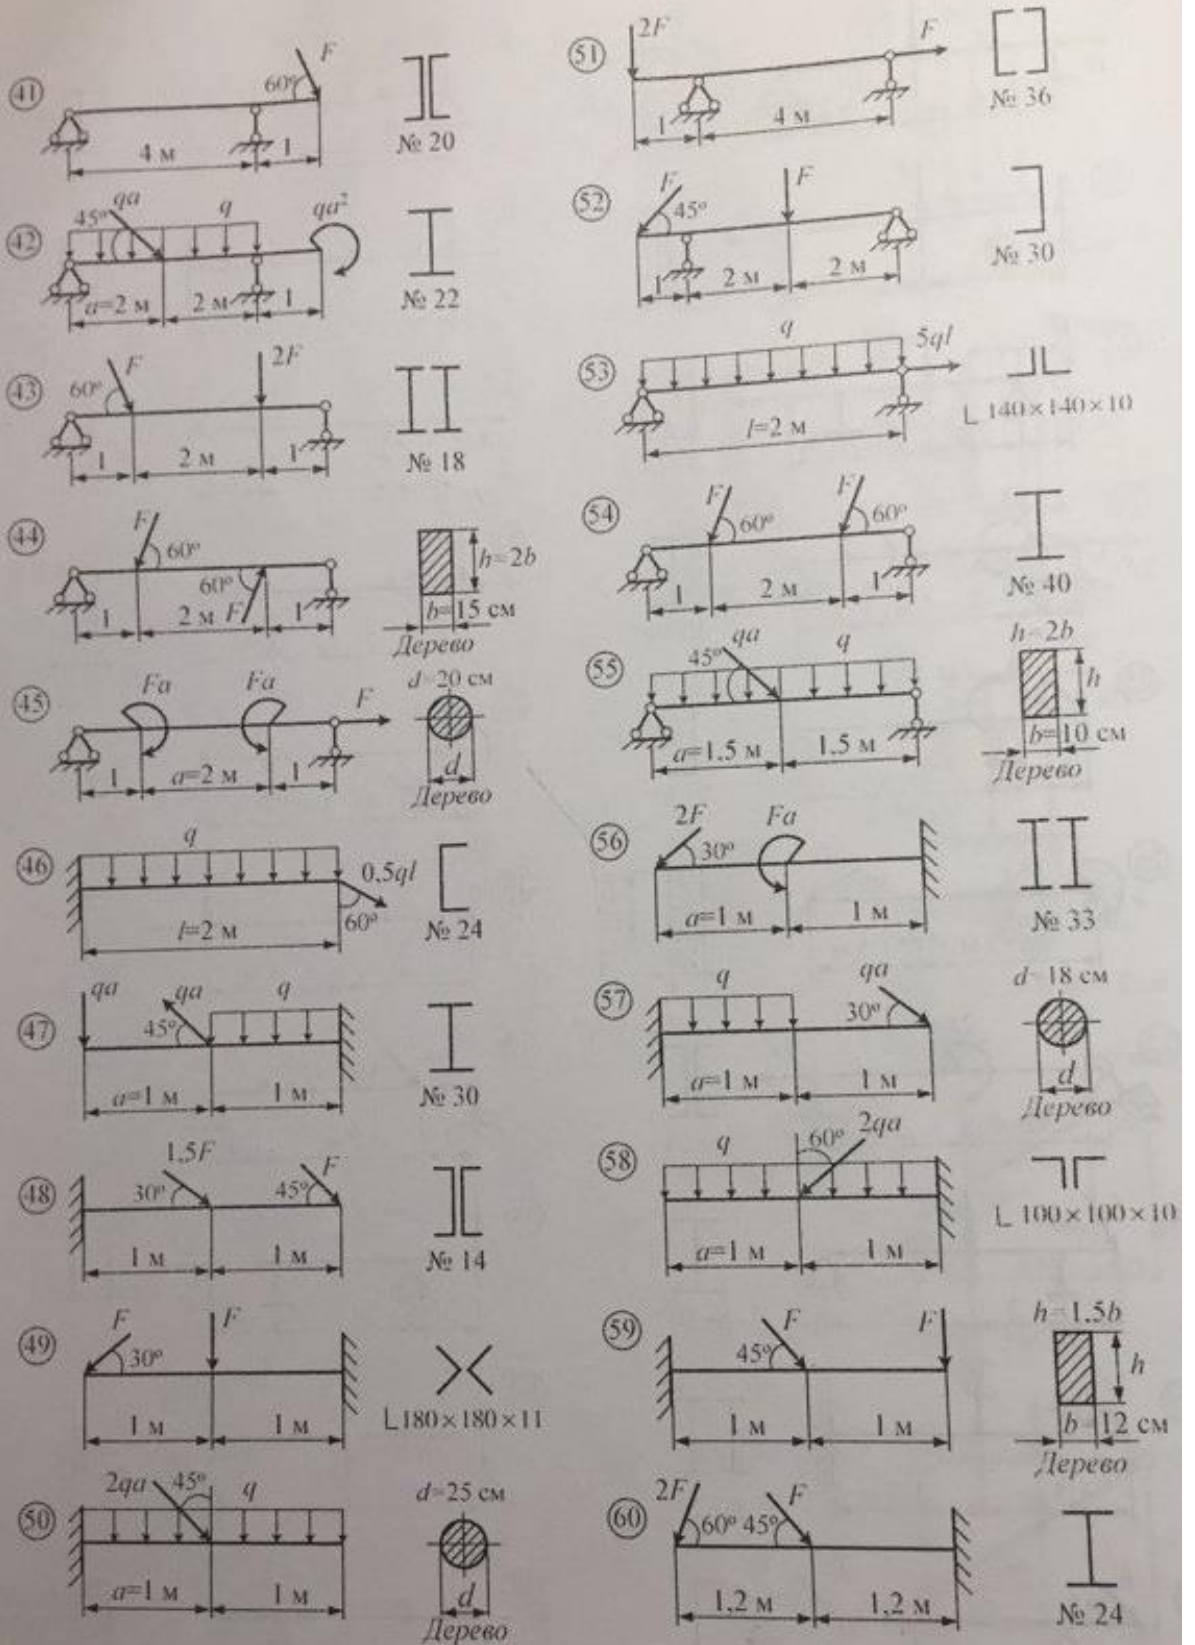 41
F
60°
4 м
1
№ 20
42
qa
45°
q
qa²
a=2 м
2 м
1
№ 22
43
60°
F
2F
1
2 м
1
№ 18
44
F
60°
60°
F
1
2 м
1
h=2b
b=15 см
Дерево
45
Fa
Fa
F
1
a=2 м
1
d=20 см
d
Дерево
46
q
0,5ql
60°
l=2 м
№ 24
47
qa
qa
q
45°
a=1 м
1 м
№ 30
48
1,5F
F
30°
45°
1 м
1 м
№ 14
49
F
F
30°
1 м
1 м
L 180×180×11
50
2qa
45°
q
a=1 м
1 м
d=25 см
d
Дерево
51
2F
F
1
4 м
№ 36
52
F
45°
F
1
2 м
2 м
№ 30
53
q
5ql
l=2 м
L 140×140×10
54
F
60°
F
60°
1
2 м
1
№ 40
55
qa
45°
q
a=1,5 м
1,5 м
h=2b
h
b=10 см
Дерево
56
2F
Fa
30°
a=1 м
1 м
№ 33
57
q
qa
30°
a=1 м
1 м
d=18 см
d
Дерево
58
q
60°
2qa
a=1 м
1 м
L 100×100×10
59
F
F
45°
1 м
1 м
h=1,5b
h
b=12 см
Дерево
60
2F
F
60°
45°
1,2 м
1,2 м
№ 24